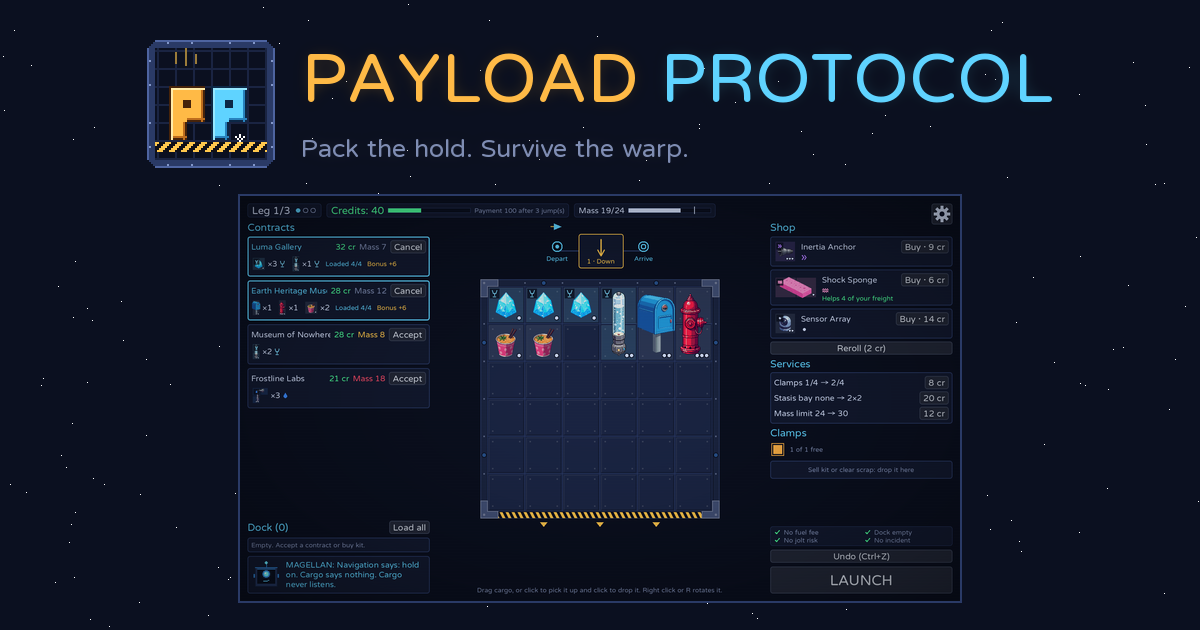 PAYLOAD PROTOCOL
PP
Pack the hold. Survive the warp.
Leg 1/3
Credits: 40
Payment 100 after 3 jump(s)
Mass 19/24
Contracts
Luma Gallery 32 cr Mass 7 Cancel
×3 ×1 Loaded 4/4 Bonus +6
Earth Heritage Mus 28 cr Mass 12 Cancel
×1 ×1 ×2 Loaded 4/4 Bonus +6
Museum of Nowhere 28 cr Mass 8 Accept
×2
Frostline Labs 21 cr Mass 18 Accept
×3
Dock (0) Load all
Empty. Accept a contract or buy kit.
MAGELLAN: Navigation says: hold
on. Cargo says nothing. Cargo
never listens.
Depart
1 · Down
Arrive
Drag cargo, or click to pick it up and click to drop it. Right click or R rotates it.
Shop
Inertia Anchor Buy · 9 cr
Shock Sponge Buy · 6 cr
Helps 4 of your freight
Sensor Array Buy · 14 cr
Reroll (2 cr)
Services
Clamps 1/4 → 2/4 8 cr
Stasis bay none → 2×2 20 cr
Mass limit 24 → 30 12 cr
Clamps
1 of 1 free
Sell kit or clear scrap: drop it here
No fuel fee Dock empty
No jolt risk No incident
Undo (Ctrl+Z)
LAUNCH